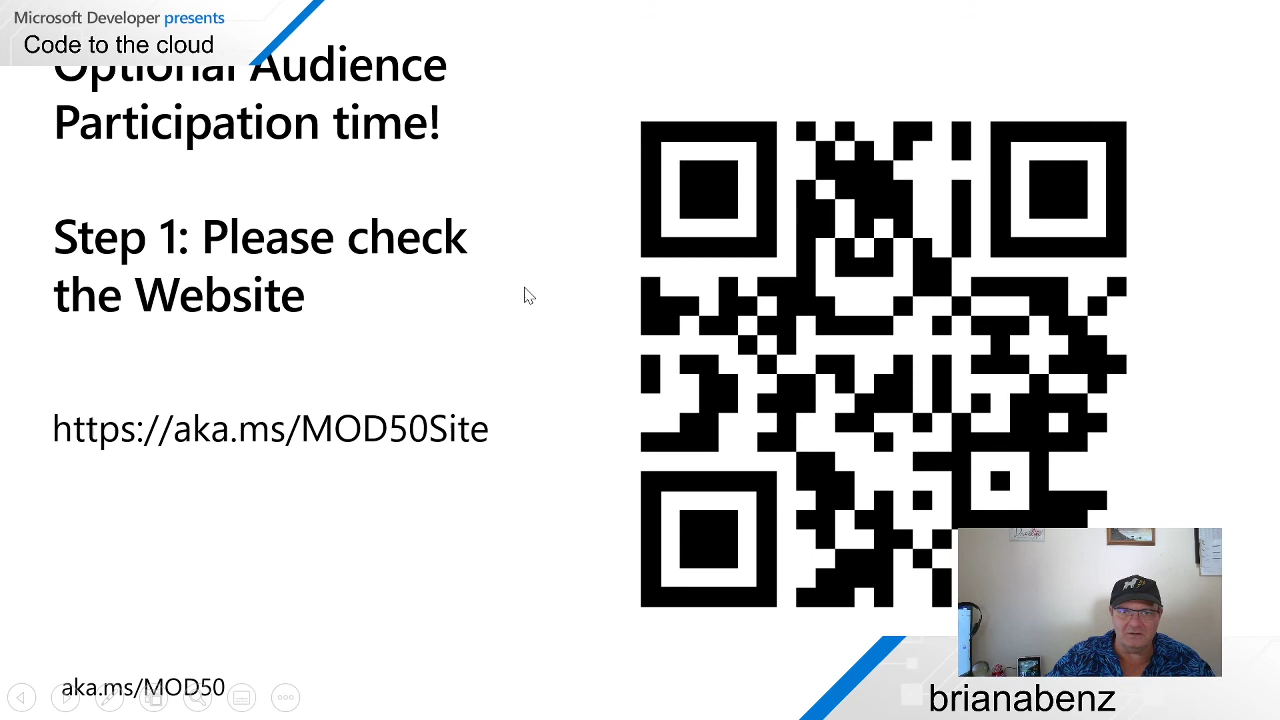 Microsoft Developer presents
Code to the cloud
Optional Audience
Participation time!
Step 1: Please check
the Website
https://aka.ms/MOD50Site
aka.ms/MOD50
brianabenz